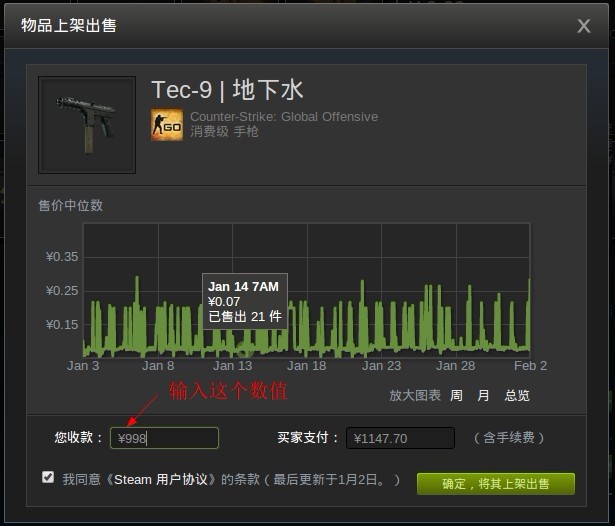 物品上架出售
X
Tec-9 | 地下水
GO
Counter-Strike: Global Offensive
消费级 手枪
售价中位数
¥0.35
¥0.25
¥0.15
Jan 14 7AM
¥0.07
已售出 21 件
Jan 3 Jan 8 Jan 13 Jan 18 Jan 23 Jan 28 Feb 2
放大图表 周 月 总览
输入这个数值
您收款： ¥998 买家支付： ¥1147.70 （含手续费）
我同意《Steam 用户协议》的条款（最后更新于1月2日。）
确定，将其上架出售